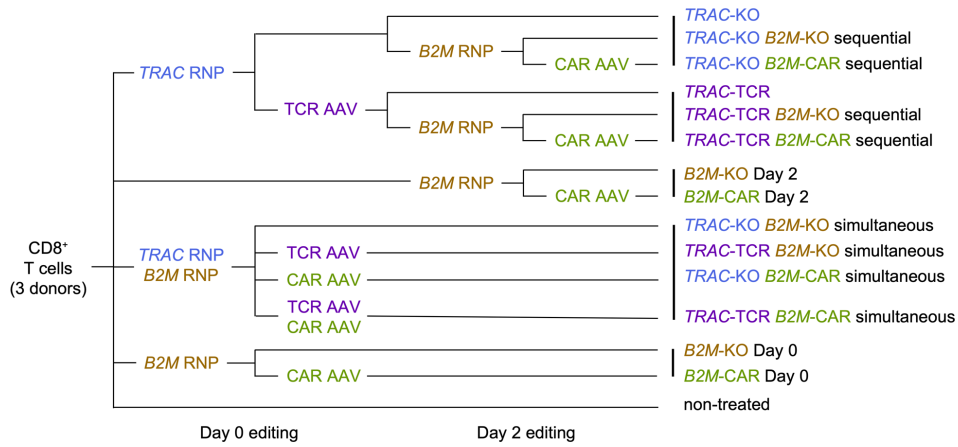 TRAC-KO
TRAC-KO B2M-KO sequential
B2M RNP
TRAC RNP
CAR AAV
TRAC-KO B2M-CAR sequential
TRAC-TCR
TCR AAV
TRAC-TCR B2M-KO sequential
B2M RNP
CAR AAV
TRAC-TCR B2M-CAR sequential
B2M-KO Day 2
B2M RNP
CAR AAV
B2M-CAR Day 2
TRAC-KO B2M-KO simultaneous
CD8⁺
T cells
(3 donors)
TRAC RNP
B2M RNP
TCR AAV
TRAC-TCR B2M-KO simultaneous
CAR AAV
TRAC-KO B2M-CAR simultaneous
TCR AAV
CAR AAV
TRAC-TCR B2M-CAR simultaneous
B2M-KO Day 0
B2M RNP
CAR AAV
B2M-CAR Day 0
non-treated
Day 0 editing
Day 2 editing